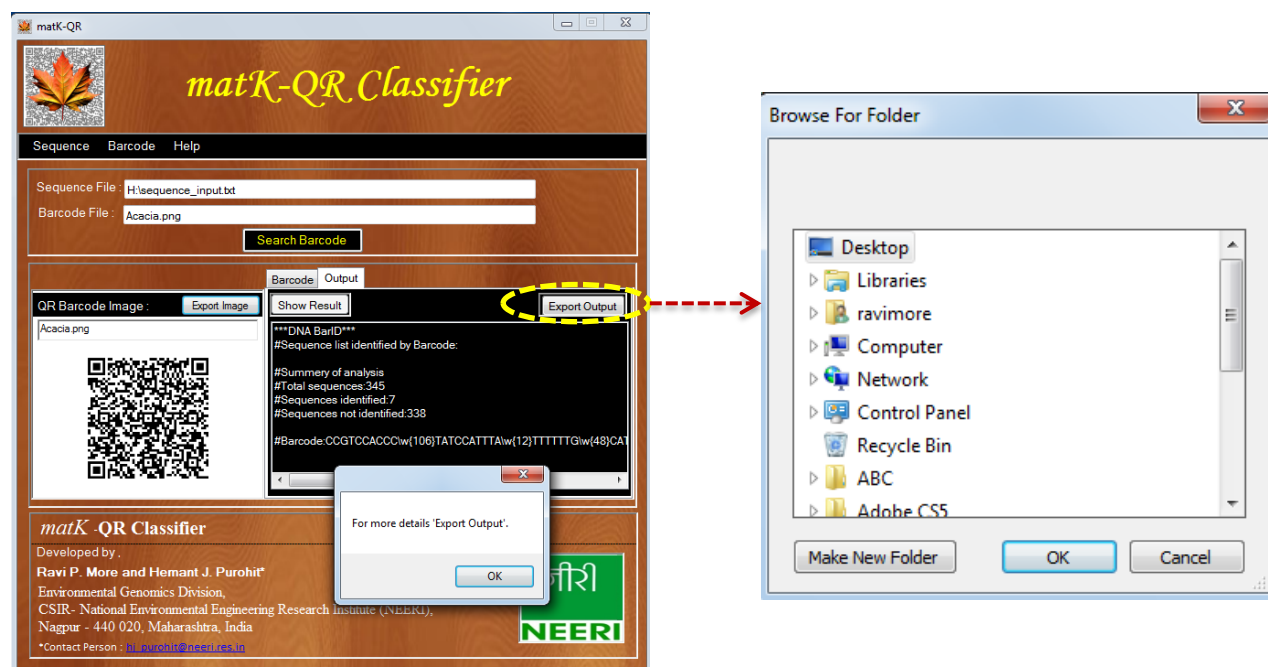 matK-QR
matK-QR Classifier
Sequence Barcode Help
Sequence File : H:\sequence_input.txt
Barcode File : Acacia.png
Search Barcode
Barcode Output
QR Barcode Image : Export Image
Show Result Export Output
Acacia.png
***DNA BarID***
#Sequence list identified by Barcode:
#Summery of analysis
#Total sequences:345
#Sequences identified:7
#Sequences not identified:338
#Barcode:CCGTCCACCC\w{106}TATCCATTTA\w{12}TTTTTTG\w{48}CAT
For more details 'Export Output'.
OK
matK -QR Classifier
Developed by ,
Ravi P. More and Hemant J. Purohit*
Environmental Genomics Division,
CSIR- National Environmental Engineering Research Institute (NEERI),
Nagpur - 440 020, Maharashtra, India
*Contact Person : hj_purohit@neeri.res.in
NEERI
Browse For Folder
Desktop
Libraries
ravimore
Computer
Network
Control Panel
Recycle Bin
ABC
Adobe CS5
Make New Folder OK Cancel